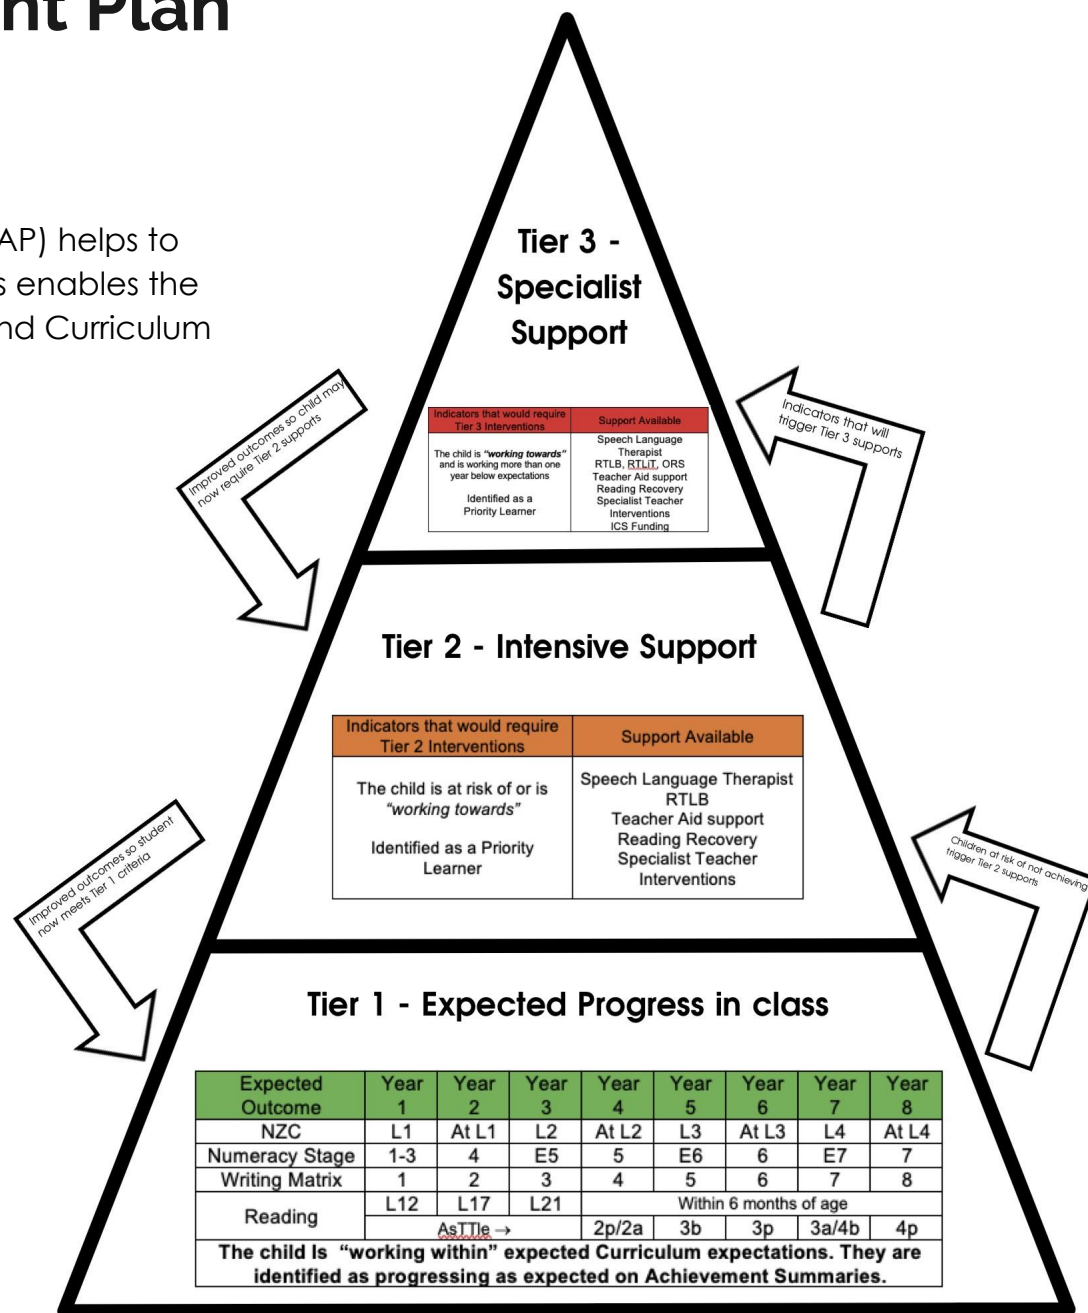 nt Plan
AP) helps to
s enables the
nd Curriculum
Tier 3 -
Specialist
Support
Indicators that would require
Tier 3 Interventions
Support Available
The child is “working towards”
and is working more than one
year below expectations
Identified as a
Priority Learner
Speech Language
Therapist
RTLB, RTLiT, ORS
Teacher Aid support
Reading Recovery
Specialist Teacher
Interventions
ICS Funding
Improved outcomes so child may
now require Tier 2 supports
Indicators that will
trigger Tier 3 supports
Tier 2 - Intensive Support
Indicators that would require
Tier 2 Interventions
Support Available
The child is at risk of or is
“working towards”
Identified as a Priority
Learner
Speech Language Therapist
RTLB
Teacher Aid support
Reading Recovery
Specialist Teacher
Interventions
Improved outcomes so student
now meets Tier 1 criteria
Children at risk of not achieving
trigger Tier 2 supports
Tier 1 - Expected Progress in class
Expected Outcome Year 1 Year 2 Year 3 Year 4 Year 5 Year 6 Year 7 Year 8
NZC L1 At L1 L2 At L2 L3 At L3 L4 At L4
Numeracy Stage 1-3 4 E5 5 E6 6 E7 7
Writing Matrix 1 2 3 4 5 6 7 8
Reading L12 L17 L21 Within 6 months of age
AsTTle → 2p/2a 3b 3p 3a/4b 4p
The child Is “working within” expected Curriculum expectations. They are
identified as progressing as expected on Achievement Summaries.